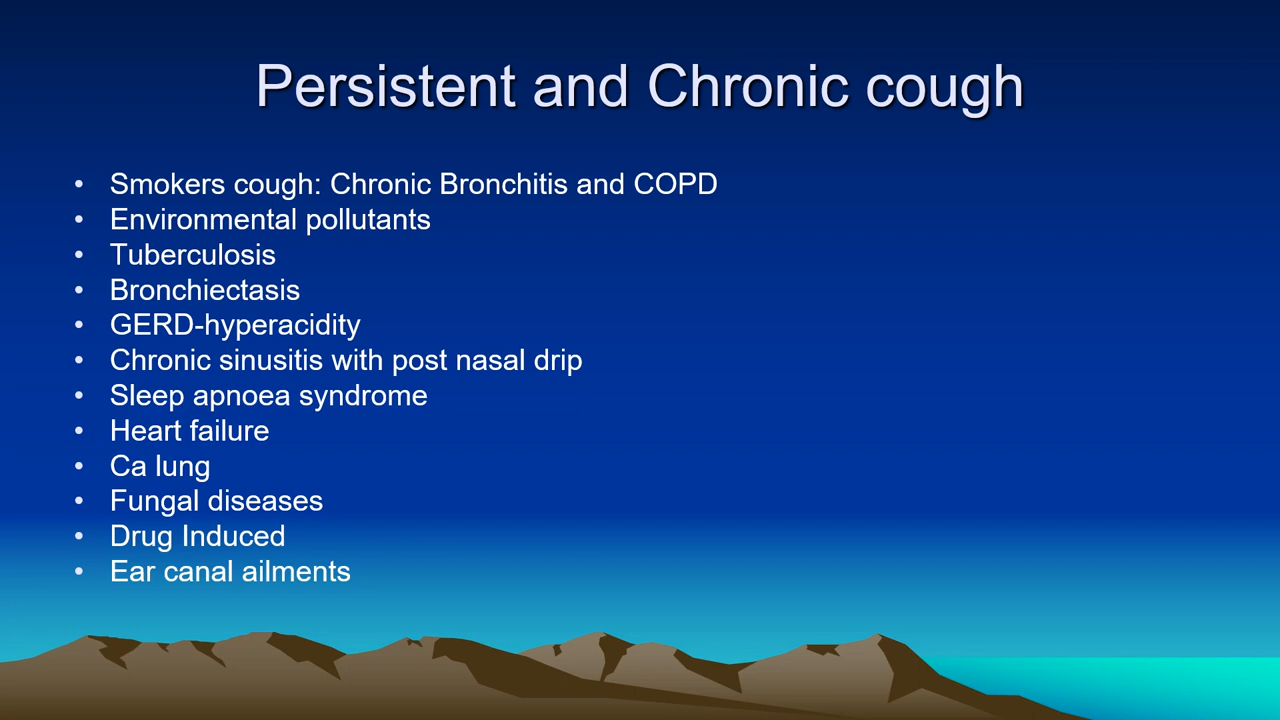 Persistent and Chronic cough
• Smokers cough: Chronic Bronchitis and COPD
• Environmental pollutants
• Tuberculosis
• Bronchiectasis
• GERD-hyperacidity
• Chronic sinusitis with post nasal drip
• Sleep apnoea syndrome
• Heart failure
• Ca lung
• Fungal diseases
• Drug Induced
• Ear canal ailments